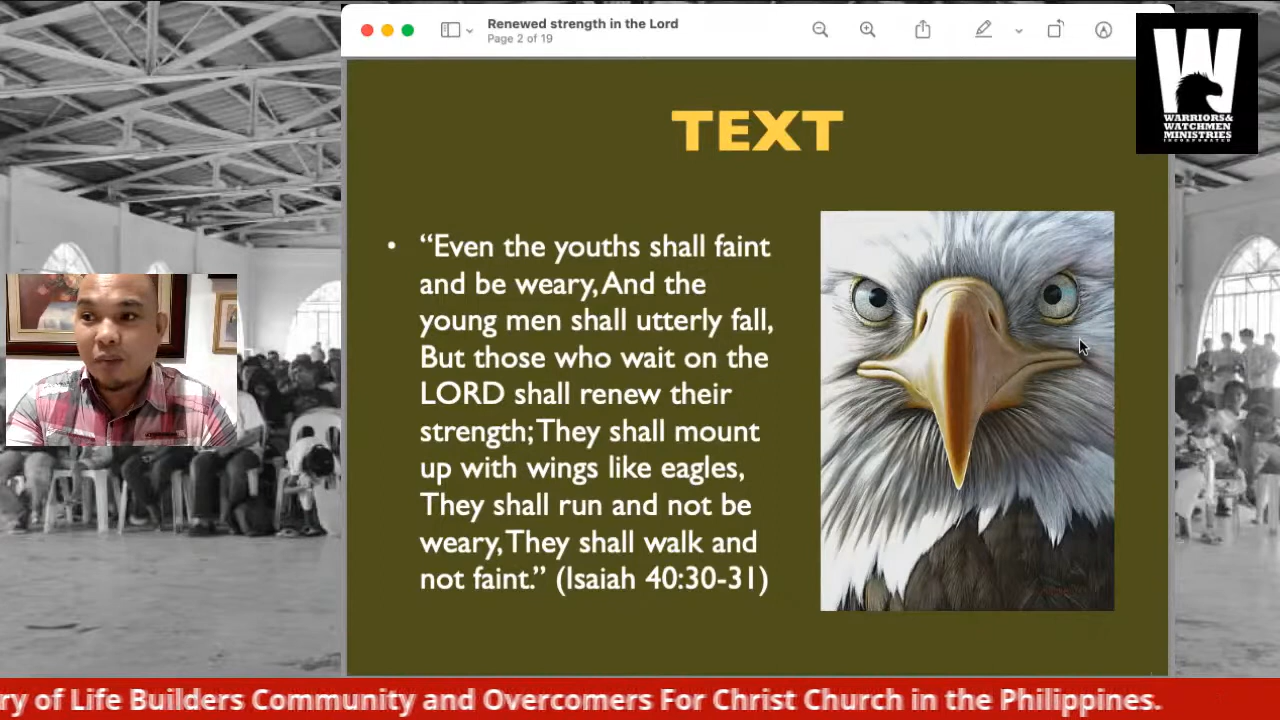 Renewed strength in the Lord
Page 2 of 19
W
WARRIORS&
WATCHMEN
MINISTRIES
INCORPORATED
TEXT
• “Even the youths shall faint
and be weary, And the
young men shall utterly fall,
But those who wait on the
LORD shall renew their
strength; They shall mount
up with wings like eagles,
They shall run and not be
weary, They shall walk and
not faint.” (Isaiah 40:30-31)
ry of Life Builders Community and Overcomers For Christ Church in the Philippines.